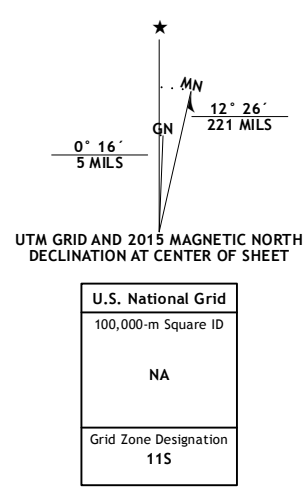 MN
12° 26´
221 MILS
GN
0° 16´
5 MILS
UTM GRID AND 2015 MAGNETIC NORTH
DECLINATION AT CENTER OF SHEET
U.S. National Grid
100,000-m Square ID
NA
Grid Zone Designation
11S